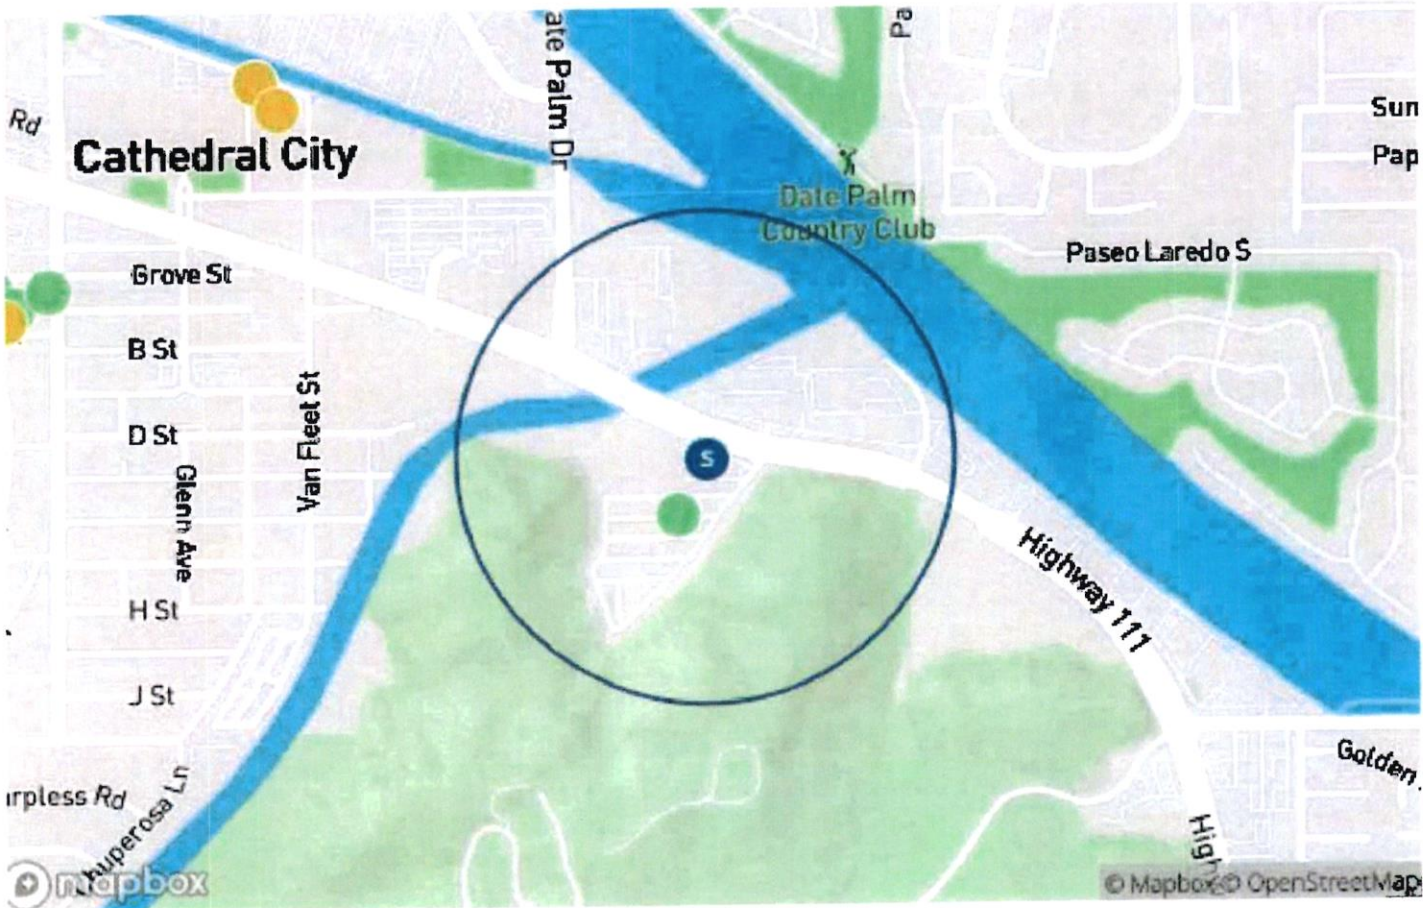 Pa
ate Palm Dr
Rd
Sun
Cathedral City
Pap
Date Palm
Country Club
Paseo Laredo S
Grove St
B St
Van Fleet St
D St
S
Glenn Ave
Highway 111
H St
J St
Golden
rpless Rd
huperosa Ln
High
mapbox
© Mapbox © OpenStreetMap